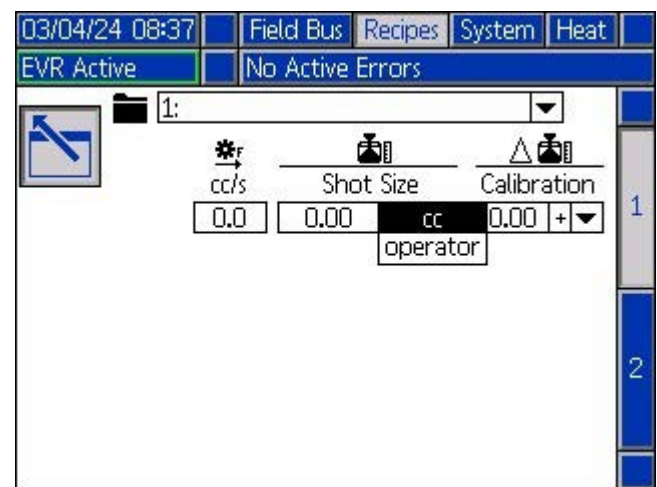 03/04/24 08:37 Field Bus Recipes System Heat
EVR Active No Active Errors
1:
F
cc/s Shot Size Calibration
0.0 0.00 cc 0.00 +
operator
1
2